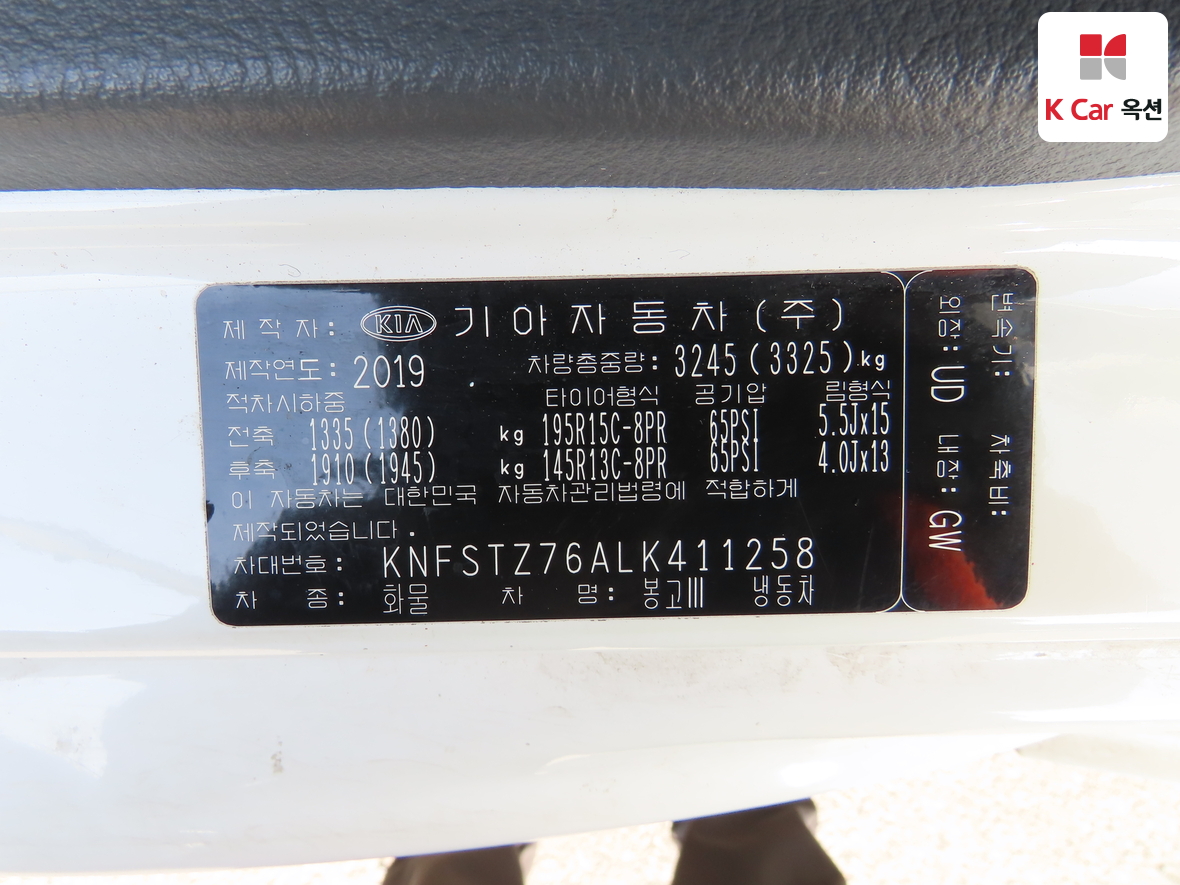 K Car 옥션
제 작 자 : KIA 기 아 자 동 차 ( 주 )
제작연도 : 2019 차량총중량 : 3245 ( 3325 ) kg
적차시하중 타이어형식 공기압 림형식
전축 1335 ( 1380 ) kg 195R15C-8PR 65PSI 5.5Jx15
후축 1910 ( 1945 ) kg 145R13C-8PR 65PSI 4.0Jx13
이 자동차는 대한민국 자동차관리법령에 적합하게
제작되었습니다 .
차대번호 : KNFSTZ76ALK411258
차 종 : 화물 차 명 : 봉고III 냉동차
변속기 : 차축비 :
외장 : UD 내장 : GW